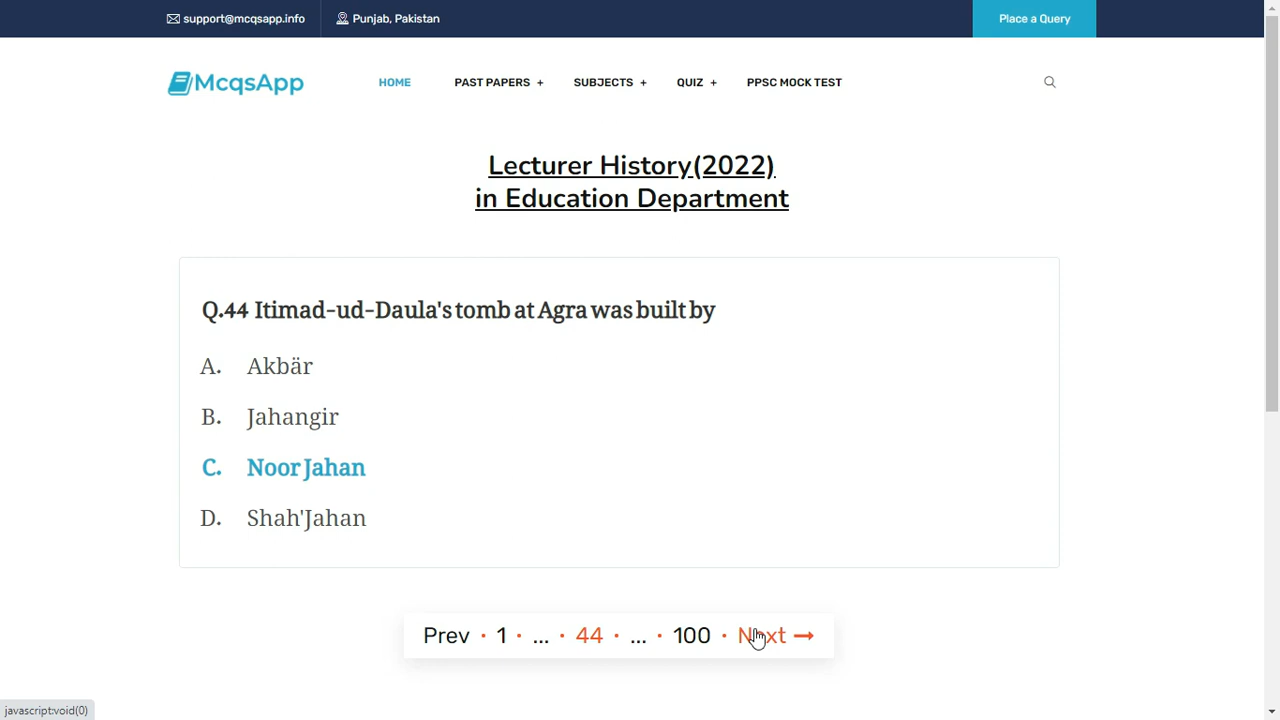 support@mcqsapp.info Punjab, Pakistan Place a Query
McqsApp HOME PAST PAPERS + SUBJECTS + QUIZ + PPSC MOCK TEST
Lecturer History(2022)
in Education Department
Q.44 Itimad-ud-Daula's tomb at Agra was built by
A. Akbär
B. Jahangir
C. Noor Jahan
D. Shah'Jahan
Prev · 1 · ... · 44 · ... · 100 · Next →
javascript:void(0)